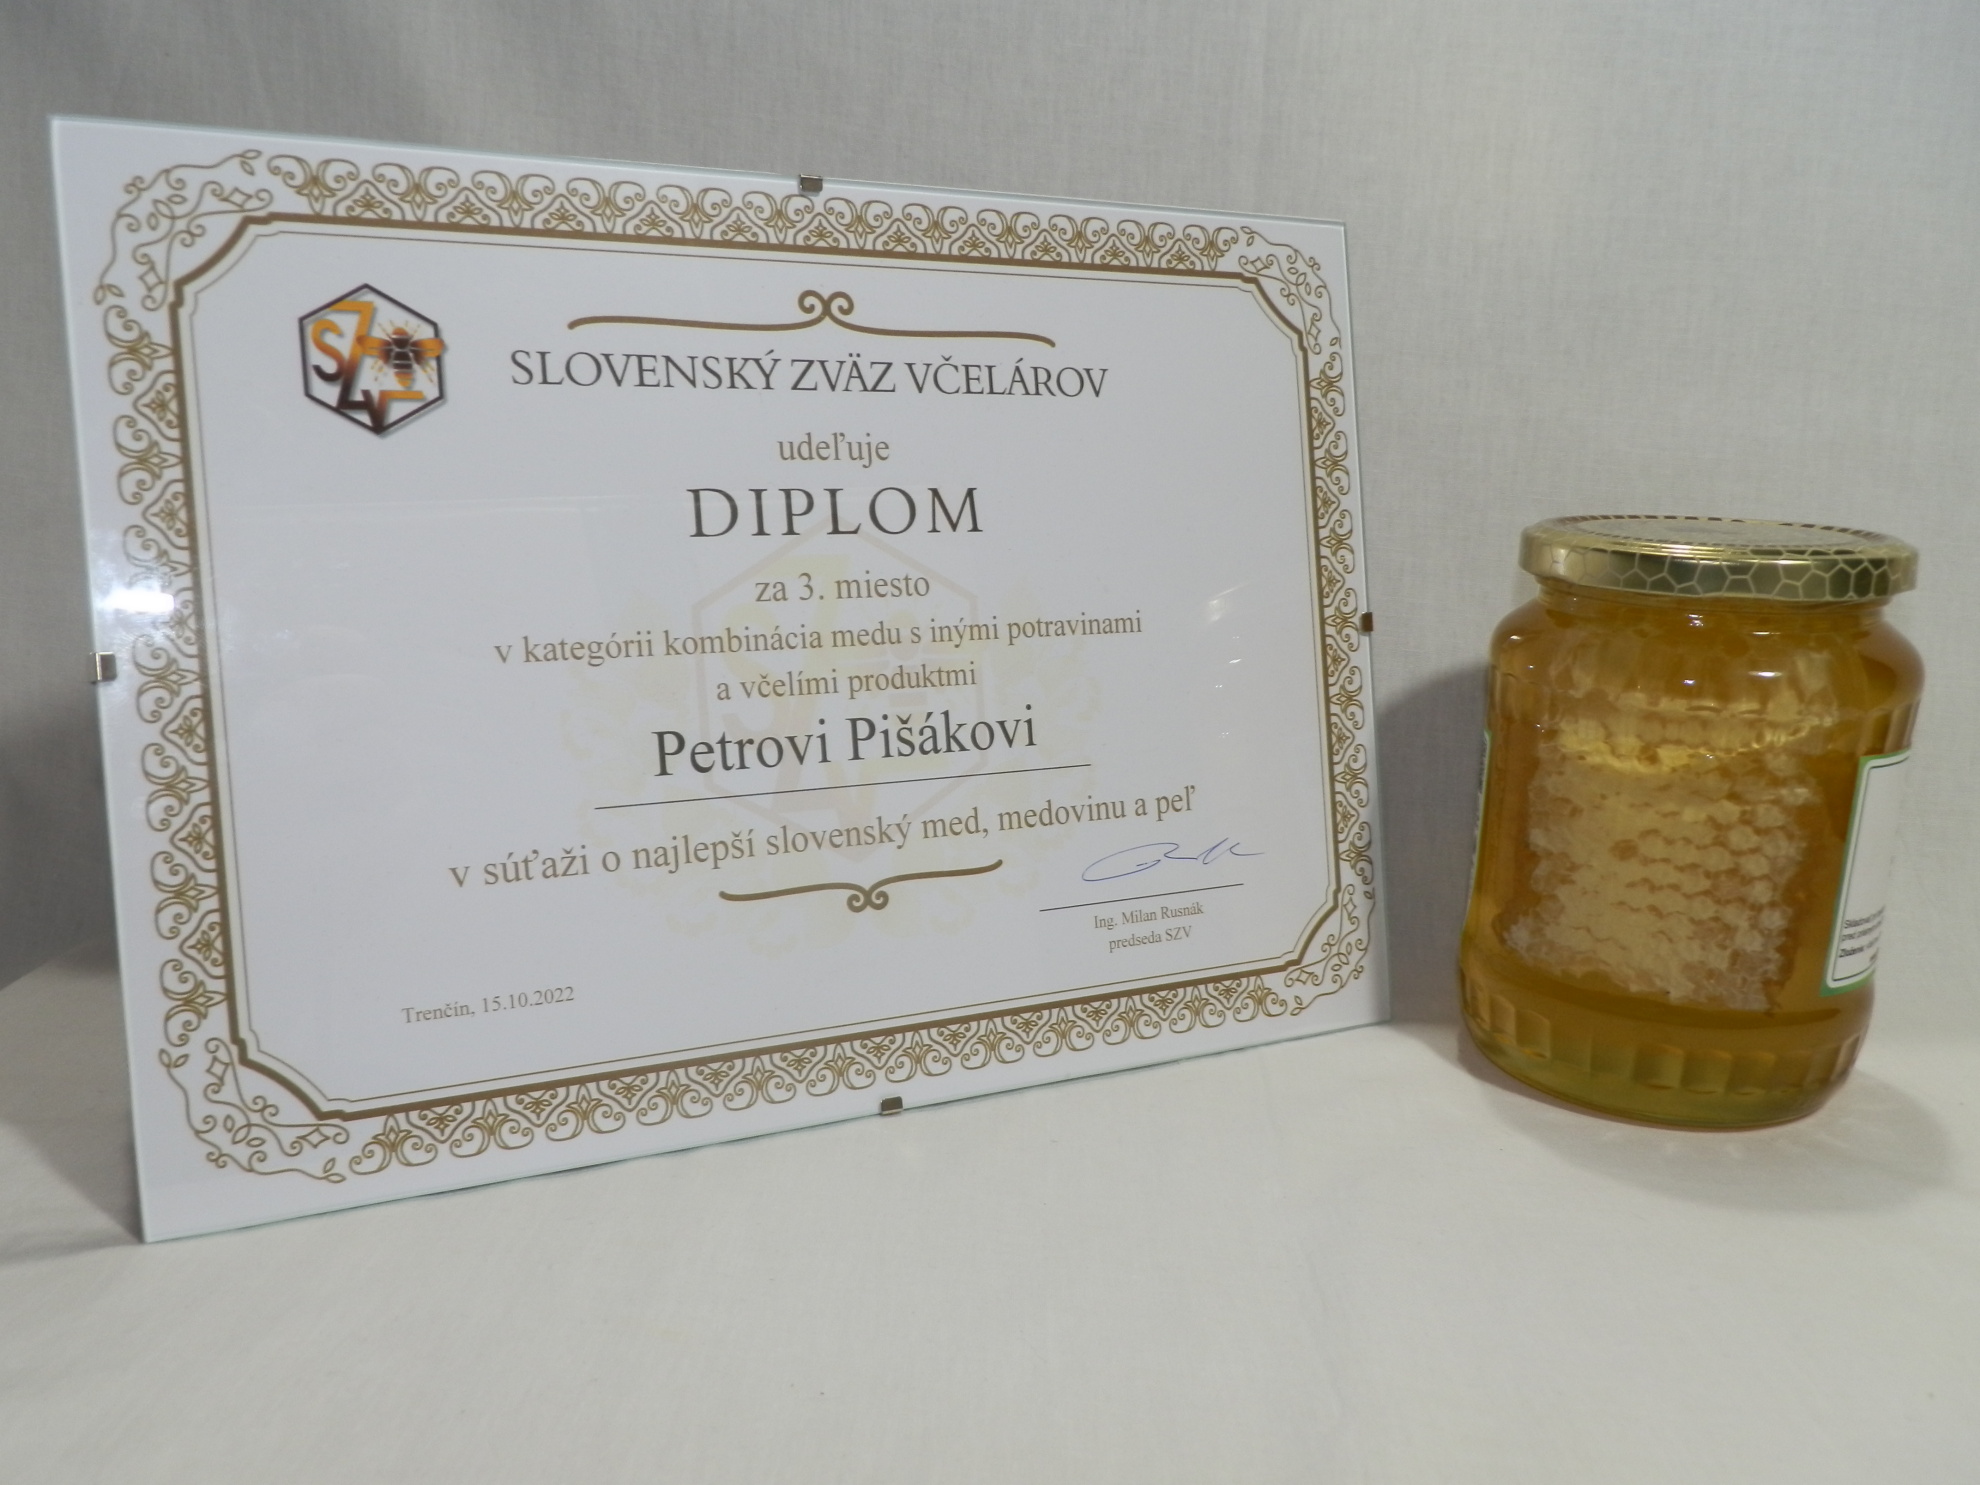 SZV
SLOVENSKÝ ZVÄZ VČELÁROV
udeľuje
DIPLOM
za 3. miesto
v kategórii kombinácia medu s inými potravinami
a včelími produktmi
Petrovi Pišákovi
v súťaži o najlepší slovenský med, medovinu a peľ
Ing. Milan Rusnák
predseda SZV
Trenčín, 15.10.2022